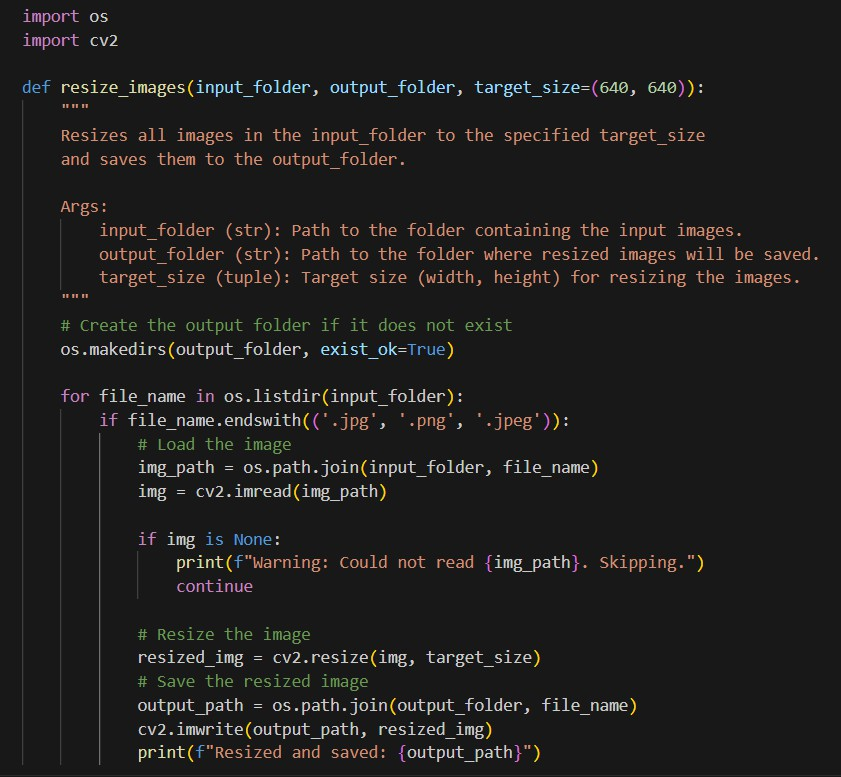 import os
import cv2

def resize_images(input_folder, output_folder, target_size=(640, 640)):
    """
    Resizes all images in the input_folder to the specified target_size
    and saves them to the output_folder.

    Args:
        input_folder (str): Path to the folder containing the input images.
        output_folder (str): Path to the folder where resized images will be saved.
        target_size (tuple): Target size (width, height) for resizing the images.
    """
    # Create the output folder if it does not exist
    os.makedirs(output_folder, exist_ok=True)

    for file_name in os.listdir(input_folder):
        if file_name.endswith(('.jpg', '.png', '.jpeg')):
            # Load the image
            img_path = os.path.join(input_folder, file_name)
            img = cv2.imread(img_path)

            if img is None:
                print(f"Warning: Could not read {img_path}. Skipping.")
                continue

            # Resize the image
            resized_img = cv2.resize(img, target_size)
            # Save the resized image
            output_path = os.path.join(output_folder, file_name)
            cv2.imwrite(output_path, resized_img)
            print(f"Resized and saved: {output_path}")